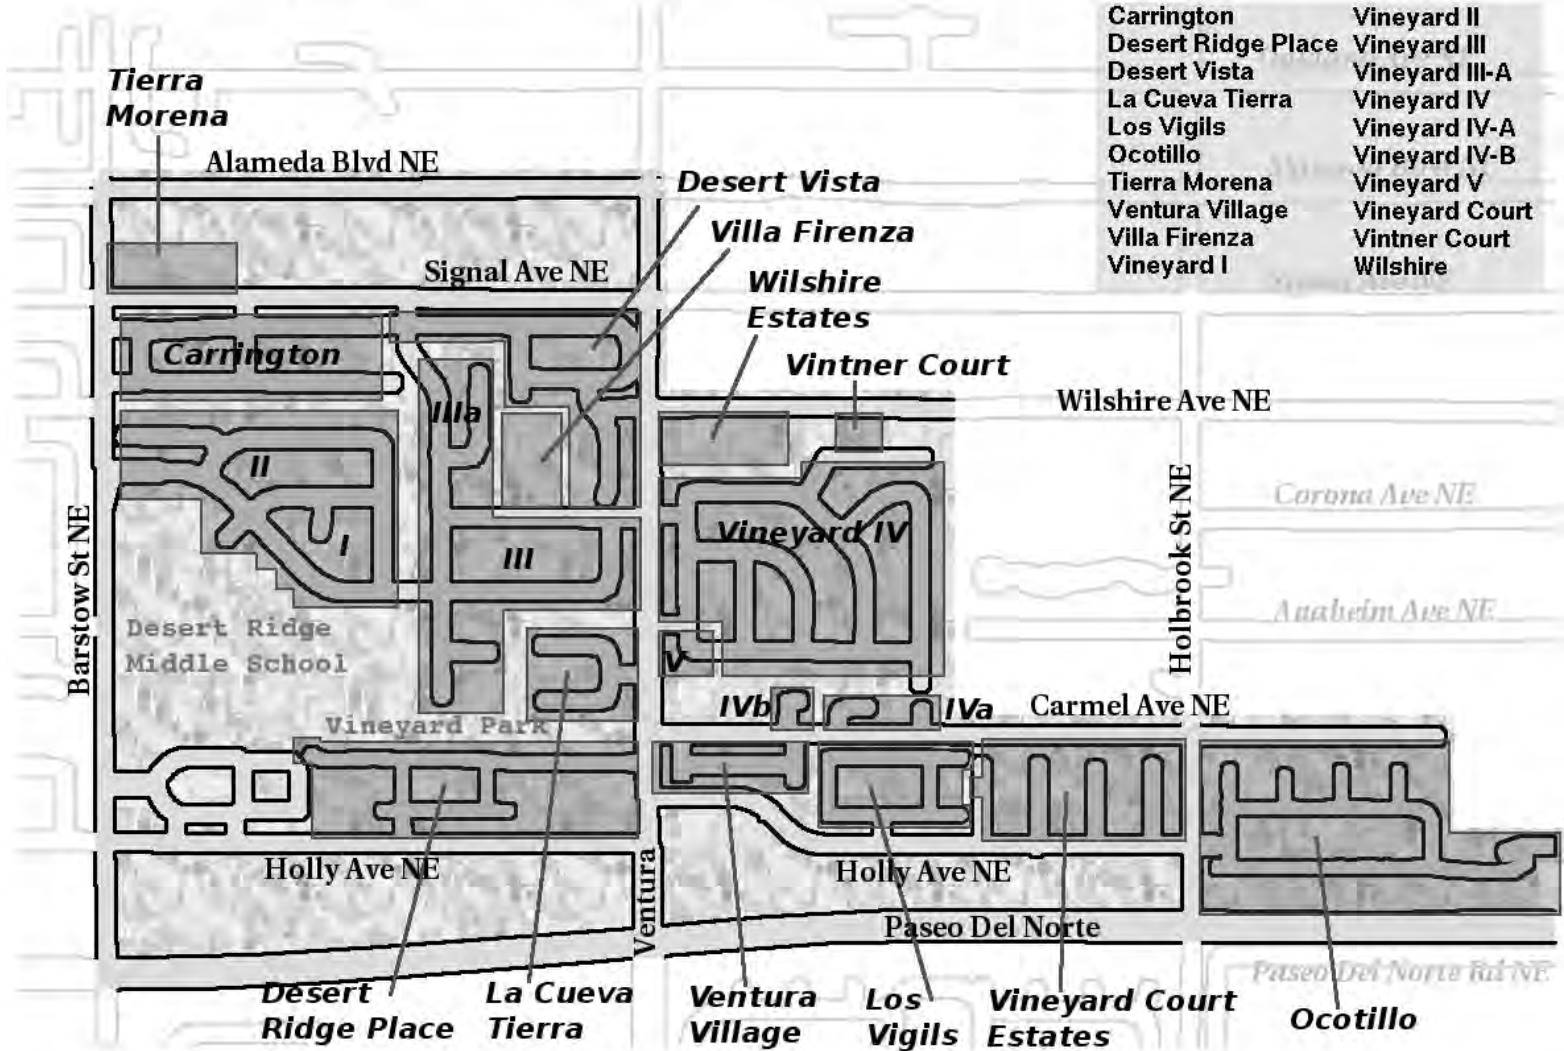 Carrington
Desert Ridge Place
Desert Vista
La Cueva Tierra
Los Vigils
Ocotillo
Tierra Morena
Ventura Village
Villa Firenza
Vineyard I
Vineyard II
Vineyard III
Vineyard III-A
Vineyard IV
Vineyard IV-A
Vineyard IV-B
Vineyard V
Vineyard Court
Vintner Court
Wilshire
Tierra
Morena
Alameda Blvd NE
Desert Vista
Villa Firenza
Signal Ave NE
Wilshire
Estates
Carrington
Vintner Court
IIIa
Wilshire Ave NE
II
Corona Ave NE
Barstow St NE
Holbrook St NE
Vineyard IV
I
III
Anaheim Ave NE
Desert Ridge
Middle School
V
IVb
IVa
Carmel Ave NE
Vineyard Park
Holly Ave NE
Ventura
Holly Ave NE
Paseo Del Norte
Paseo Del Norte Rd NE
Desert
Ridge Place
La Cueva
Tierra
Ventura
Village
Los
Vigils
Vineyard Court
Estates
Ocotillo